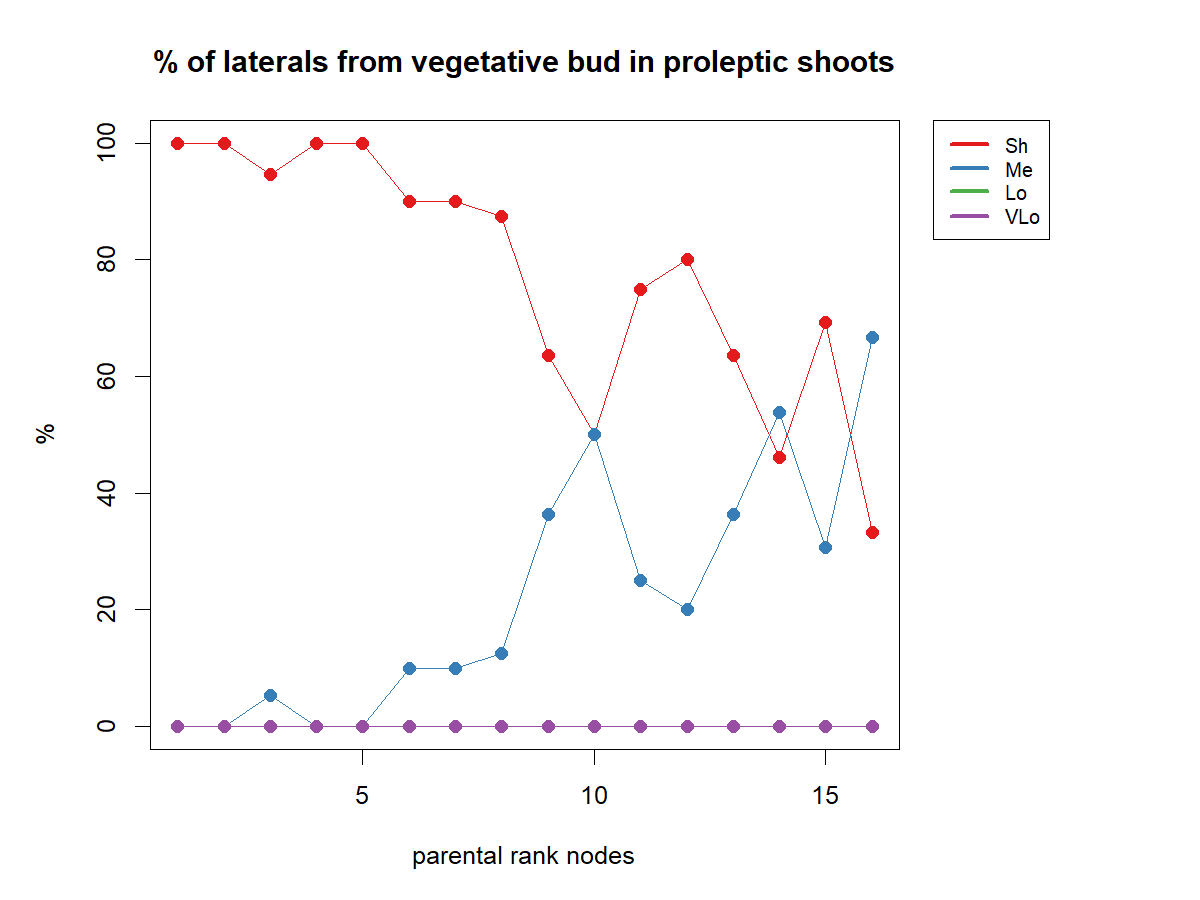 % of laterals from vegetative bud in proleptic shoots
100
80
60
40
20
0
%
5 10 15
parental rank nodes
Sh
Me
Lo
VLo